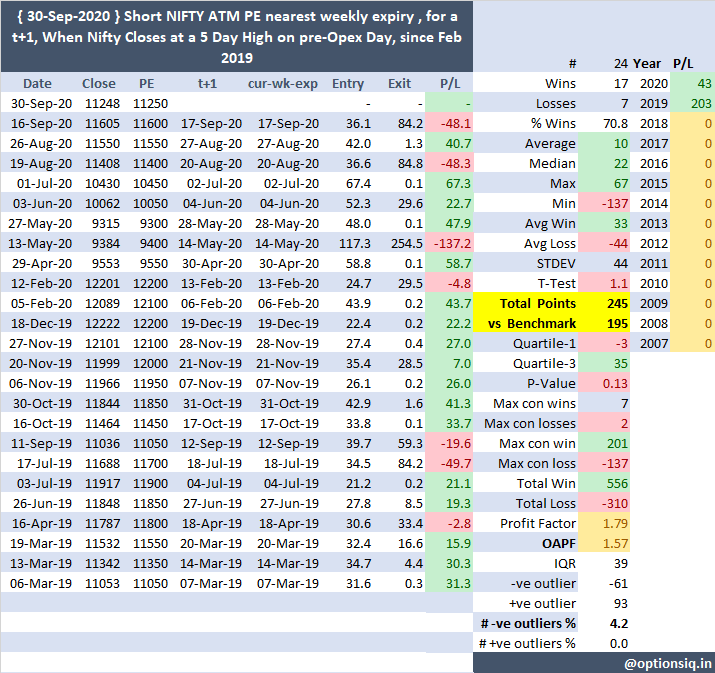 { 30-Sep-2020 } Short NIFTY ATM PE nearest weekly expiry , for a
t+1, When Nifty Closes at a 5 Day High on pre-Opex Day, since Feb
2019
# 24 Year P/L
Date Close PE t+1 cur-wk-exp Entry Exit P/L Wins 17 2020 43
30-Sep-20 11248 11250 - - - Losses 7 2019 203
16-Sep-20 11605 11600 17-Sep-20 17-Sep-20 36.1 84.2 -48.1 % Wins 70.8 2018 0
26-Aug-20 11550 11550 27-Aug-20 27-Aug-20 42.0 1.3 40.7 Average 10 2017 0
19-Aug-20 11408 11400 20-Aug-20 20-Aug-20 36.6 84.8 -48.3 Median 22 2016 0
01-Jul-20 10430 10450 02-Jul-20 02-Jul-20 67.4 0.1 67.3 Max 67 2015 0
03-Jun-20 10062 10050 04-Jun-20 04-Jun-20 52.3 29.6 22.7 Min -137 2014 0
27-May-20 9315 9300 28-May-20 28-May-20 48.0 0.1 47.9 Avg Win 33 2013 0
13-May-20 9384 9400 14-May-20 14-May-20 117.3 254.5 -137.2 Avg Loss -44 2012 0
29-Apr-20 9553 9550 30-Apr-20 30-Apr-20 58.8 0.1 58.7 STDEV 44 2011 0
12-Feb-20 12201 12200 13-Feb-20 13-Feb-20 24.7 29.5 -4.8 T-Test 1.1 2010 0
05-Feb-20 12089 12100 06-Feb-20 06-Feb-20 43.9 0.2 43.7 Total Points 245 2009 0
18-Dec-19 12222 12200 19-Dec-19 19-Dec-19 22.4 0.2 22.2 vs Benchmark 195 2008 0
27-Nov-19 12101 12100 28-Nov-19 28-Nov-19 27.4 0.4 27.0 Quartile-1 -3 2007 0
20-Nov-19 11999 12000 21-Nov-19 21-Nov-19 35.4 28.5 7.0 Quartile-3 35
06-Nov-19 11966 11950 07-Nov-19 07-Nov-19 26.1 0.2 26.0 P-Value 0.13
30-Oct-19 11844 11850 31-Oct-19 31-Oct-19 42.9 1.6 41.3 Max con wins 7
16-Oct-19 11464 11450 17-Oct-19 17-Oct-19 33.8 0.1 33.7 Max con losses 2
11-Sep-19 11036 11050 12-Sep-19 12-Sep-19 39.7 59.3 -19.6 Max con win 201
17-Jul-19 11688 11700 18-Jul-19 18-Jul-19 34.5 84.2 -49.7 Max con loss -137
03-Jul-19 11917 11900 04-Jul-19 04-Jul-19 21.2 0.2 21.1 Total Win 556
26-Jun-19 11848 11850 27-Jun-19 27-Jun-19 27.8 8.5 19.3 Total Loss -310
16-Apr-19 11787 11800 18-Apr-19 18-Apr-19 30.6 33.4 -2.8 Profit Factor 1.79
19-Mar-19 11532 11550 20-Mar-19 20-Mar-19 32.4 16.6 15.9 OAPF 1.57
13-Mar-19 11342 11350 14-Mar-19 14-Mar-19 34.7 4.4 30.3 IQR 39
06-Mar-19 11053 11050 07-Mar-19 07-Mar-19 31.6 0.3 31.3 -ve outlier -61
+ve outlier 93
# -ve outliers % 4.2
# +ve outliers % 0.0
@optionsiq.in